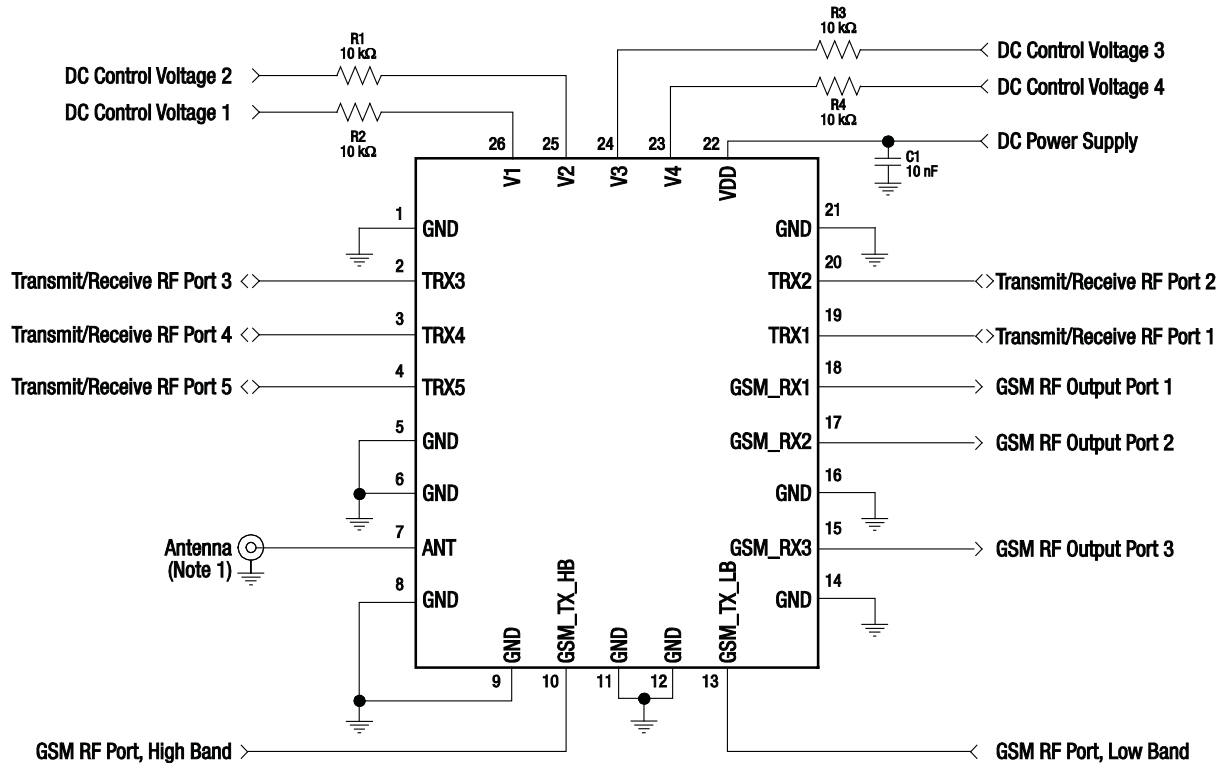 R1
10 kΩ
DC Control Voltage 2
DC Control Voltage 1
R2
10 kΩ
R3
10 kΩ
DC Control Voltage 3
DC Control Voltage 4
R4
10 kΩ
DC Power Supply
C1
10 nF
26
25
24
23
22
V1
V2
V3
V4
VDD
1
GND
2
Transmit/Receive RF Port 3
TRX3
3
Transmit/Receive RF Port 4
TRX4
4
Transmit/Receive RF Port 5
TRX5
5
GND
6
GND
7
Antenna
(Note 1)
ANT
8
GND
21
GND
20
TRX2
Transmit/Receive RF Port 2
19
TRX1
Transmit/Receive RF Port 1
18
GSM_RX1
GSM RF Output Port 1
17
GSM_RX2
GSM RF Output Port 2
16
GND
15
GSM_RX3
GSM RF Output Port 3
14
GND
GND
GSM_TX_HB
GND
GND
GSM_TX_LB
9
10
11
12
13
GSM RF Port, High Band
GSM RF Port, Low Band